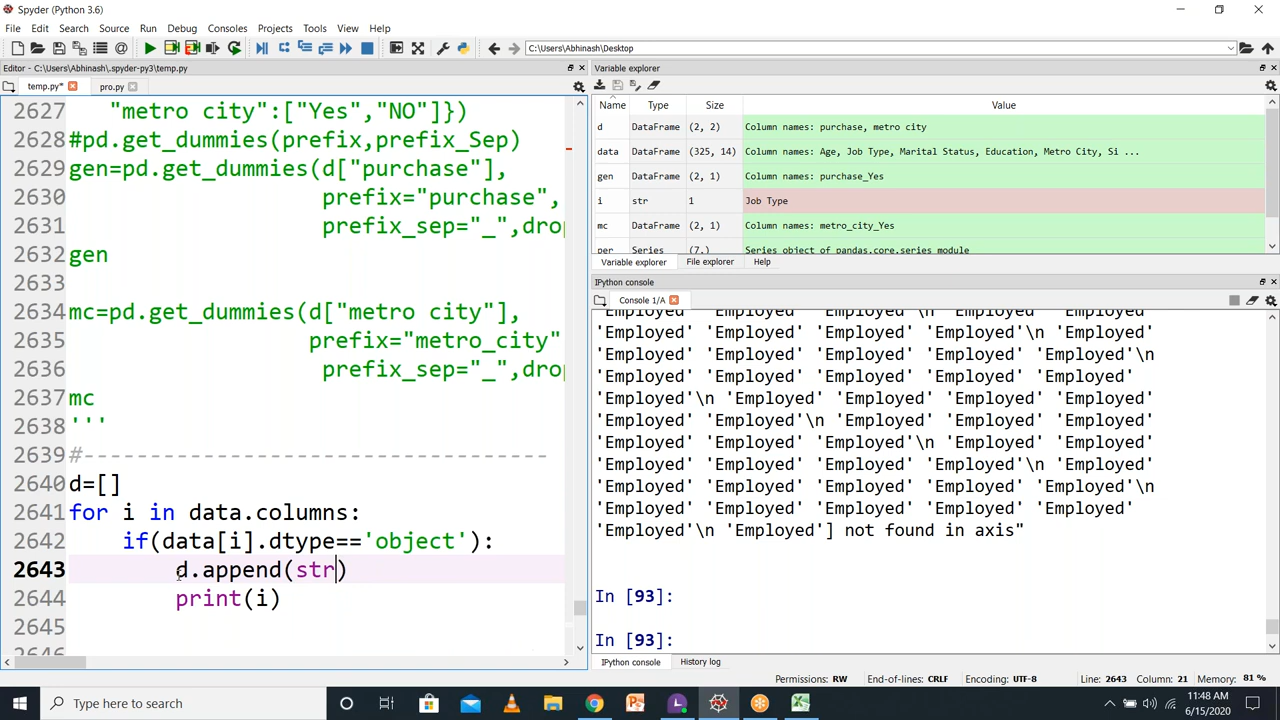 Spyder (Python 3.6)
File Edit Search Source Run Debug Consoles Projects Tools View Help
C:\Users\Abhinash\Desktop
Editor - C:\Users\Abhinash\.spyder-py3\temp.py
temp.py* pro.py
2627 "metro city":["Yes","NO"]})
2628 #pd.get_dummies(prefix,prefix_Sep)
2629 gen=pd.get_dummies(d["purchase"],
2630 prefix="purchase",
2631 prefix_sep="_",drop
2632 gen
2633
2634 mc=pd.get_dummies(d["metro city"],
2635 prefix="metro_city"
2636 prefix_sep="_",drop
2637 mc
2638 '''
2639 #-----------------------------------
2640 d=[]
2641 for i in data.columns:
2642 if(data[i].dtype=='object'):
2643 d.append(str)
2644 print(i)
2645
2646
Variable explorer
Name Type Size Value
d DataFrame (2, 2) Column names: purchase, metro city
data DataFrame (325, 14) Column names: Age, Job Type, Marital Status, Education, Metro City, Si ...
gen DataFrame (2, 1) Column names: purchase_Yes
i str 1 Job Type
mc DataFrame (2, 1) Column names: metro_city_Yes
per Series (7,) Series object of pandas.core.series module
Variable explorer File explorer Help
IPython console
Console 1/A
'Employed' 'Employed' 'Employed'\n 'Employed' 'Employed'
'Employed' 'Employed' 'Employed' 'Employed'\n 'Employed'
'Employed' 'Employed' 'Employed' 'Employed' 'Employed'\n
'Employed' 'Employed' 'Employed' 'Employed' 'Employed'
'Employed'\n 'Employed' 'Employed' 'Employed' 'Employed'
'Employed' 'Employed'\n 'Employed' 'Employed' 'Employed'
'Employed' 'Employed' 'Employed'\n 'Employed' 'Employed'
'Employed' 'Employed' 'Employed' 'Employed'\n 'Employed'
'Employed' 'Employed' 'Employed' 'Employed' 'Employed'\n
'Employed' 'Employed' 'Employed' 'Employed' 'Employed'
'Employed'\n 'Employed'] not found in axis"
In [93]:
In [93]:
IPython console History log
Permissions: RW End-of-lines: CRLF Encoding: UTF-8 Line: 2643 Column: 21 Memory: 81 %
Type here to search
11:48 AM
6/15/2020